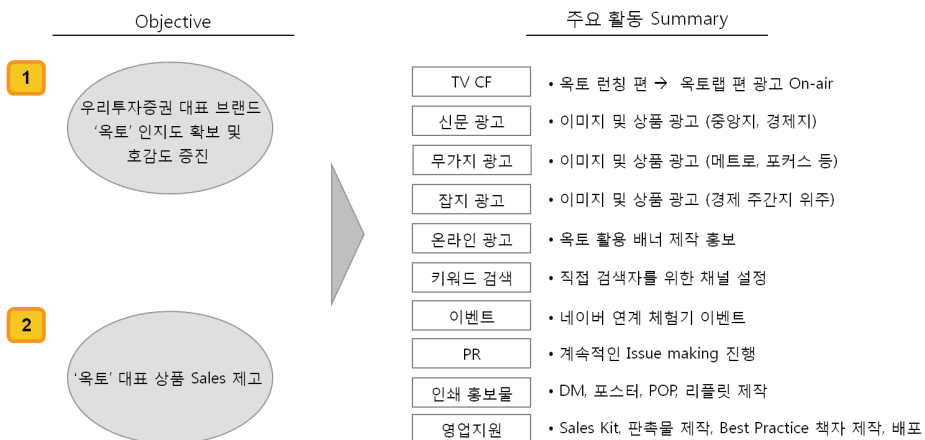 Objective
주요 활동 Summary
1
우리투자증권 대표 브랜드
‘옥토’ 인지도 확보 및
호감도 증진
2
‘옥토’ 대표 상품 Sales 제고
TV CF • 옥토 런칭 편 → 옥토랩 편 광고 On-air
신문 광고 • 이미지 및 상품 광고 (중앙지, 경제지)
무가지 광고 • 이미지 및 상품 광고 (메트로, 포커스 등)
잡지 광고 • 이미지 및 상품 광고 (경제 주간지 위주)
온라인 광고 • 옥토 활용 배너 제작 홍보
키워드 검색 • 직접 검색자를 위한 채널 설정
이벤트 • 네이버 연계 체험기 이벤트
PR • 계속적인 Issue making 진행
인쇄 홍보물 • DM, 포스터, POP, 리플릿 제작
영업지원 • Sales Kit, 판촉물 제작, Best Practice 책자 제작, 배포